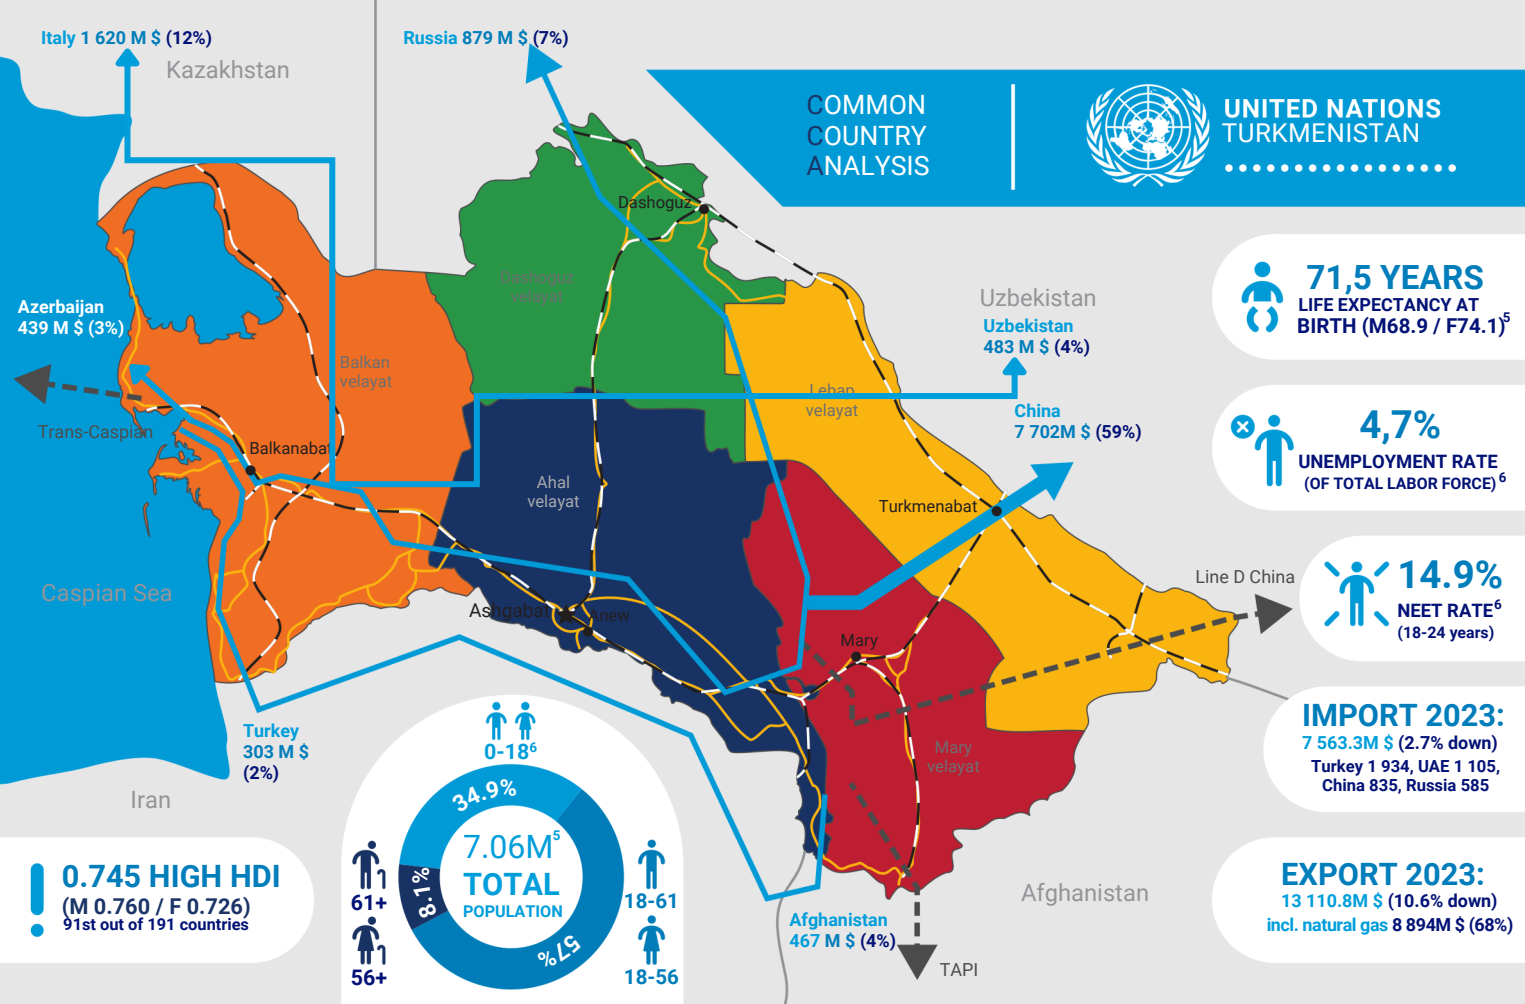 Italy 1 620 M $ (12%)
Russia 879 M $ (7%)
Kazakhstan
COMMON
COUNTRY
ANALYSIS
UNITED NATIONS
TURKMENISTAN
Dashoguz
Dashoguz
velayat
Uzbekistan
Uzbekistan
483 M $ (4%)
Azerbaijan
439 M $ (3%)
Balkan
velayat
Lebap
velayat
China
7 702M $ (59%)
Trans-Caspian
Balkanabat
Ahal
velayat
Turkmenabat
Caspian Sea
Ashgabat
Anew
Mary
Line D China
Turkey
303 M $
(2%)
Mary
velayat
Iran
Afghanistan
Afghanistan
467 M $ (4%)
TAPI
71,5 YEARS
LIFE EXPECTANCY AT
BIRTH (M68.9 / F74.1)5
4,7%
UNEMPLOYMENT RATE
(OF TOTAL LABOR FORCE) 6
14.9%
NEET RATE6
(18-24 years)
IMPORT 2023:
7 563.3M $ (2.7% down)
Turkey 1 934, UAE 1 105,
China 835, Russia 585
EXPORT 2023:
13 110.8M $ (10.6% down)
incl. natural gas 8 894M $ (68%)
0.745 HIGH HDI
(M 0.760 / F 0.726)
91st out of 191 countries
0-186
34.9%
7.06M5
TOTAL
POPULATION
8.1%
57%
61+
56+
18-61
18-56